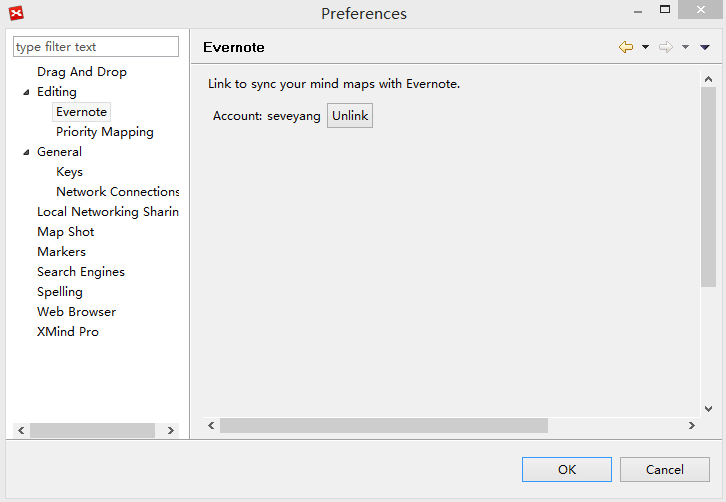 Preferences
type filter text
Drag And Drop
Editing
Evernote
Priority Mapping
General
Keys
Network Connections
Local Networking Sharin
Map Shot
Markers
Search Engines
Spelling
Web Browser
XMind Pro
Evernote
Link to sync your mind maps with Evernote.
Account: seveyang Unlink
OK Cancel